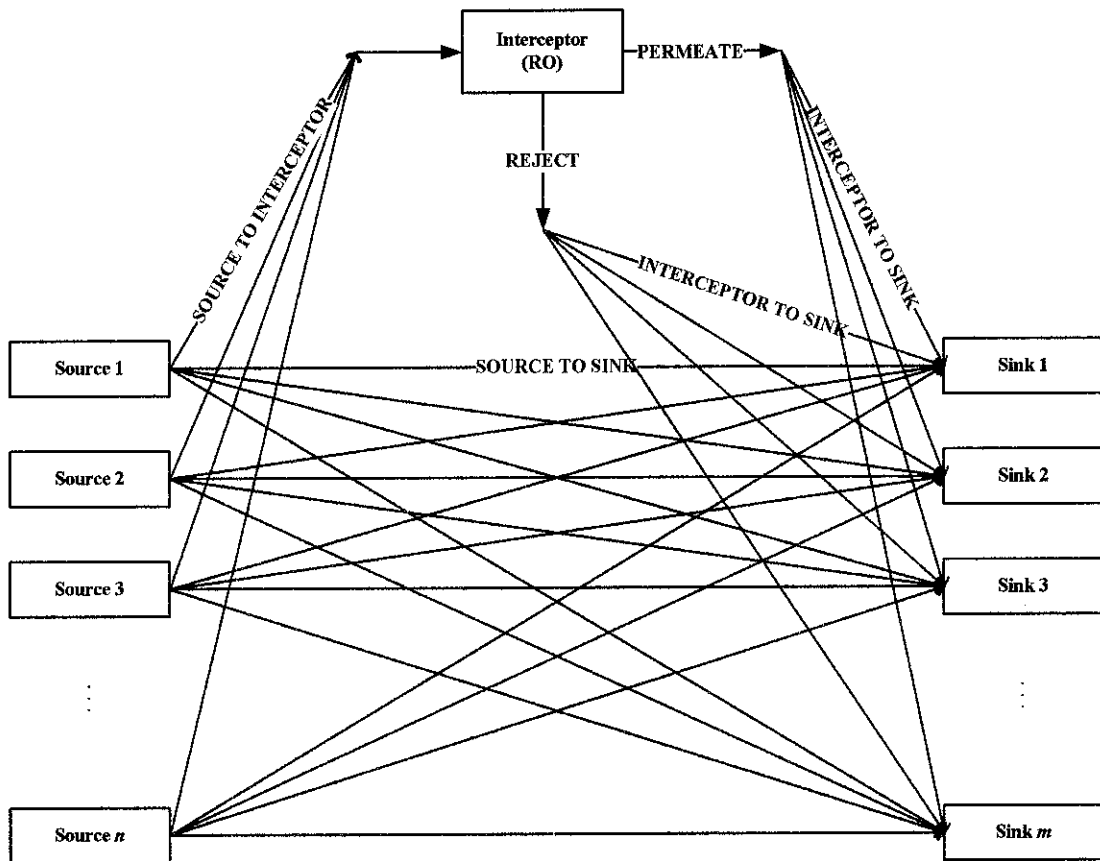 Interceptor
(RO)
PERMEATE
REJECT
SOURCE TO INTERCEPTOR
INTERCEPTOR TO SINK
INTERCEPTOR TO SINK
SOURCE TO SINK
Source 1
Sink 1
Source 2
Sink 2
Source 3
Sink 3
...
...
Source n
Sink m